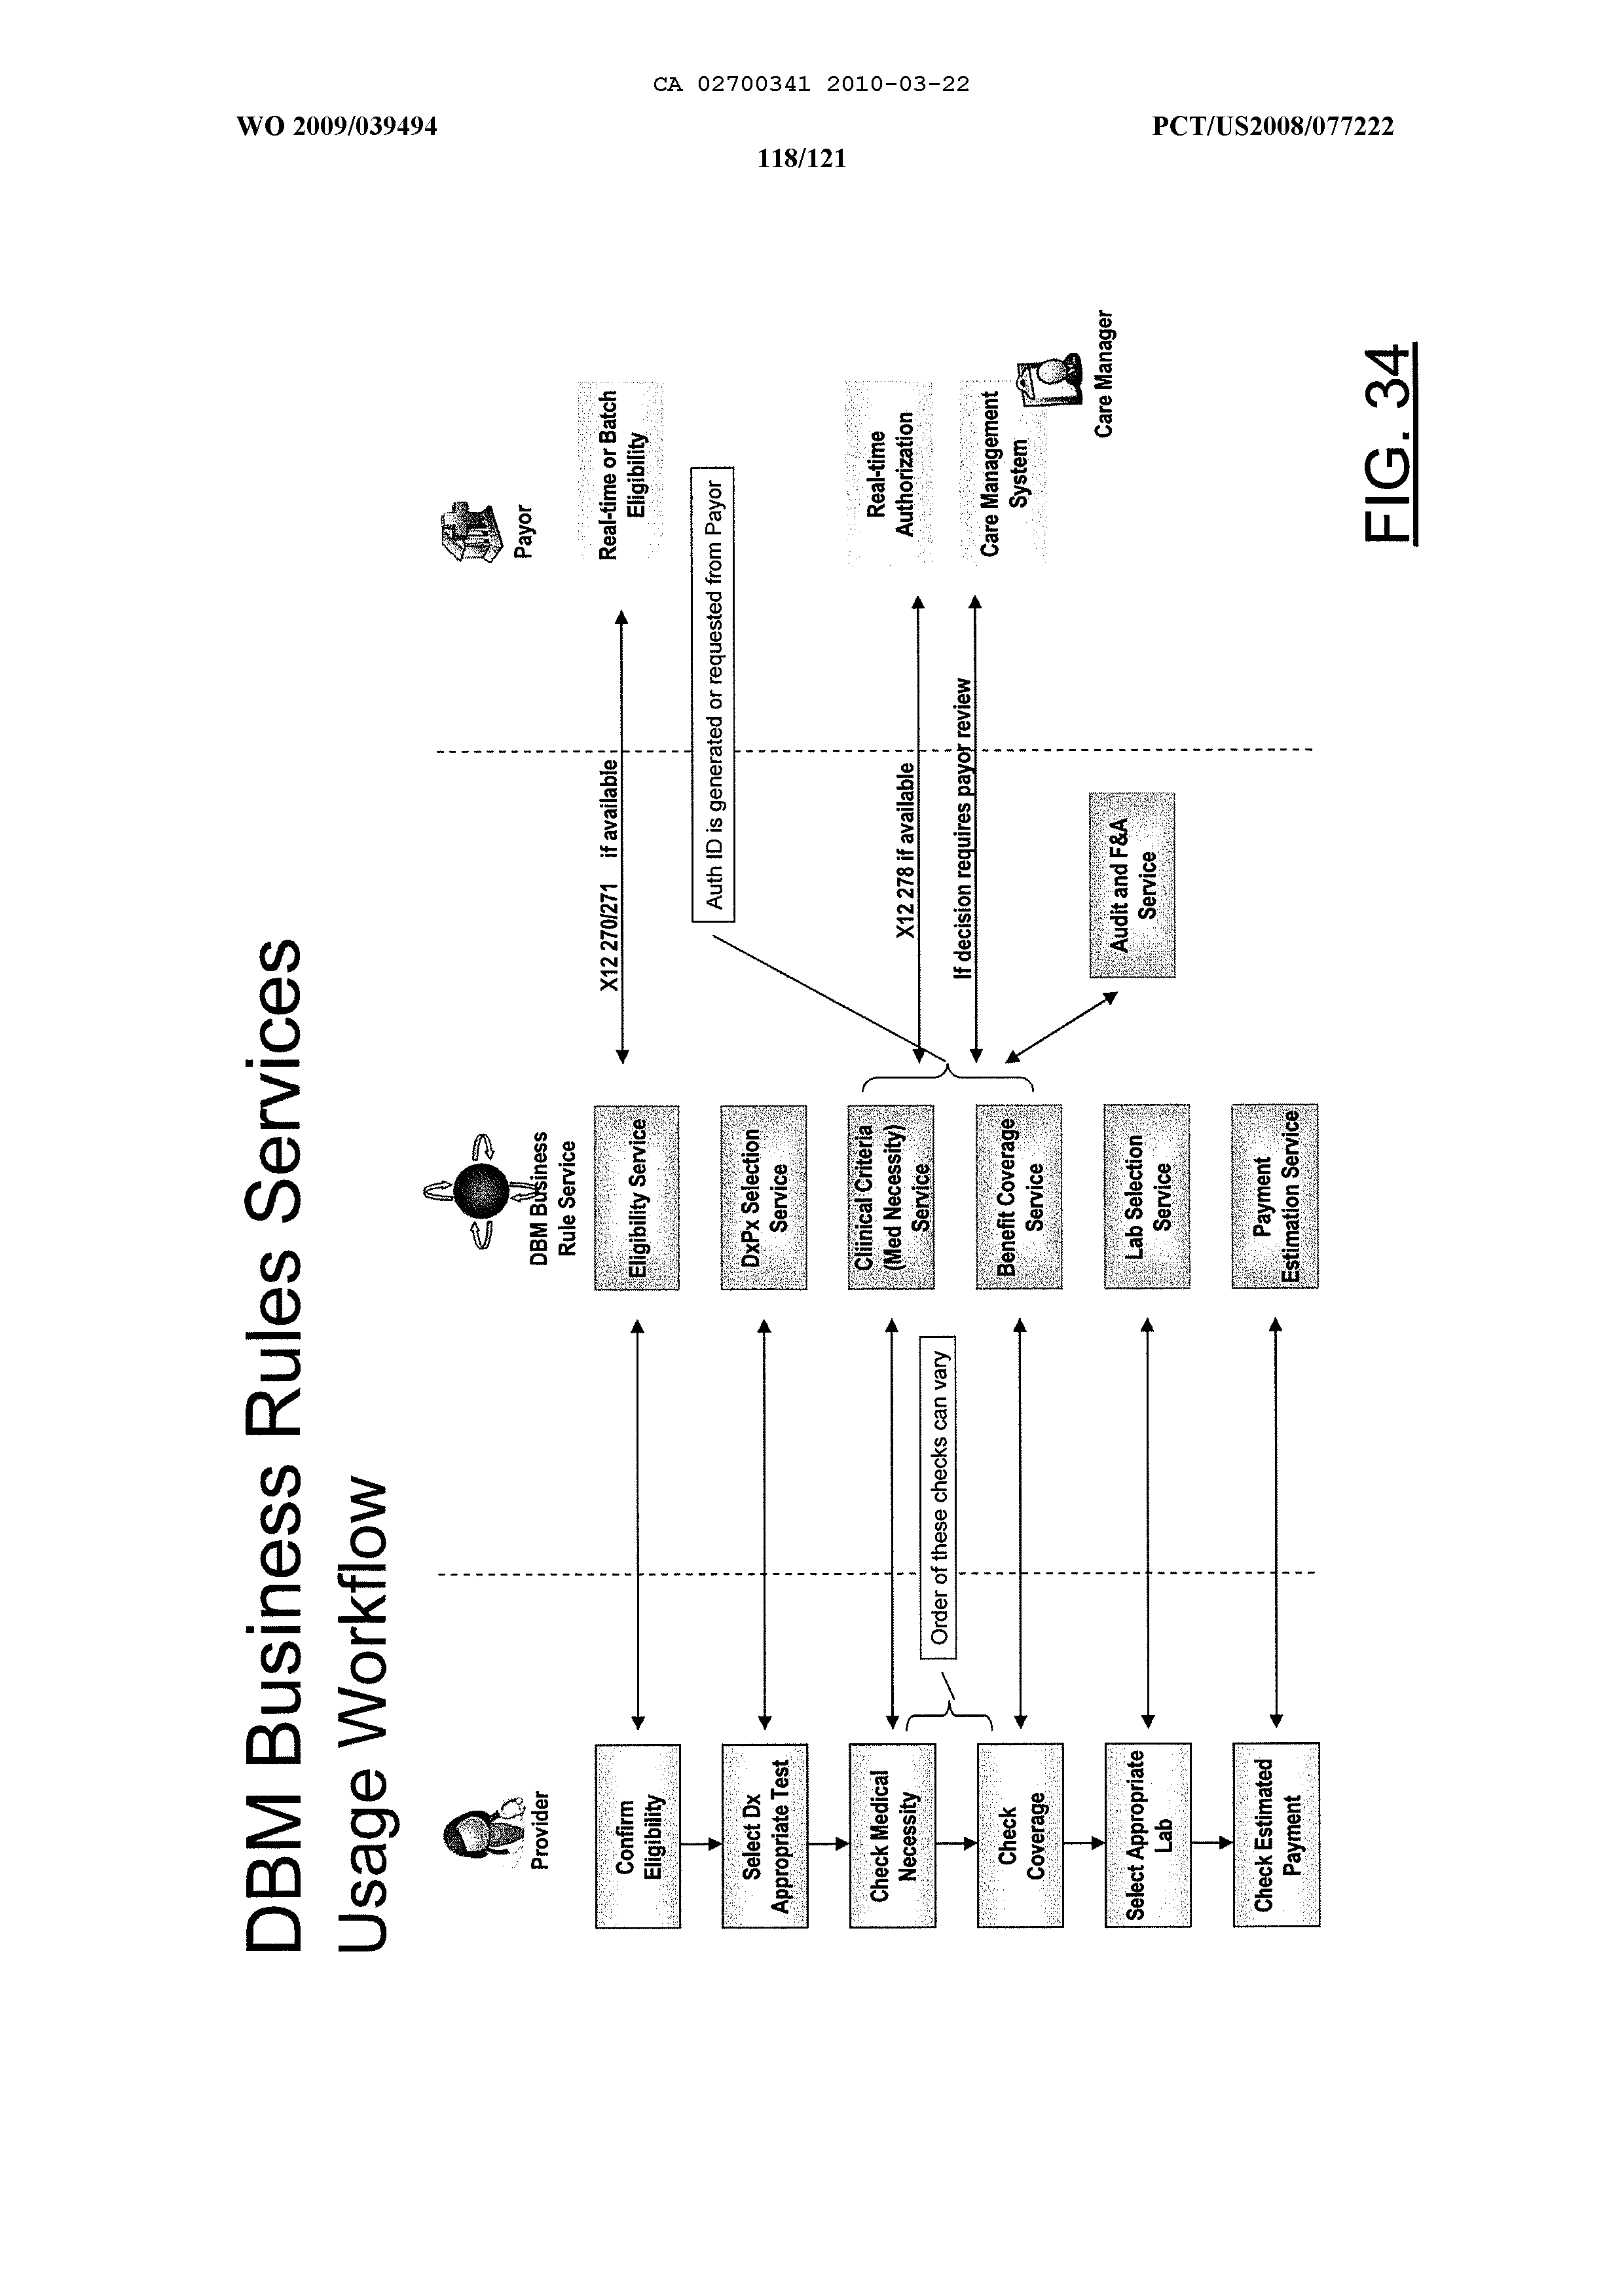 CA 02700341 2010-03-22
WO 2009/039494
PCT/US2008/077222
118/121
DBM Business Rules Services
Usage Workflow
Provider
DBM Business
Rule Service
Payor
Confirm
Eligibility
Eligibility Service
X12 270/271 if available
Real-time or Batch
Eligibility
Select Dx
Appropriate Test
DxPx Selection
Service
Auth ID is generated or requested from Payor
Check Medical
Necessity
Clinical Criteria
(Med Necessity)
Service
X12 278 if available
Real-time
Authorization
Order of these checks can vary
If decision requires payor review
Care Management
System
Care Manager
Check
Coverage
Benefit Coverage
Service
Audit and F&A
Service
Select Appropriate
Lab
Lab Selection
Service
Check Estimated
Payment
Payment
Estimation Service
FIG. 34